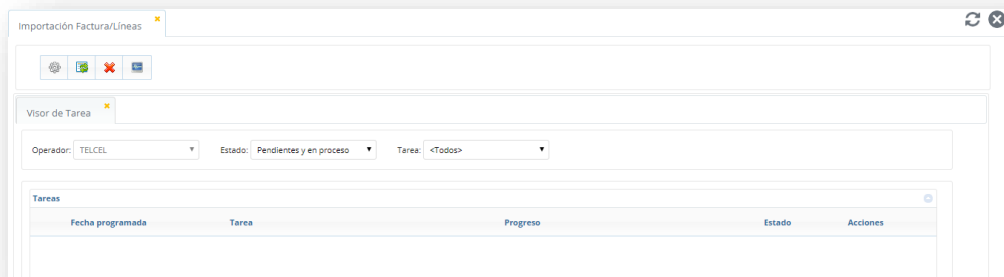 Importación Factura/Líneas
Visor de Tarea
Operador: TELCEL Estado: Pendientes y en proceso Tarea: <Todos>
Tareas
Fecha programada Tarea Progreso Estado Acciones